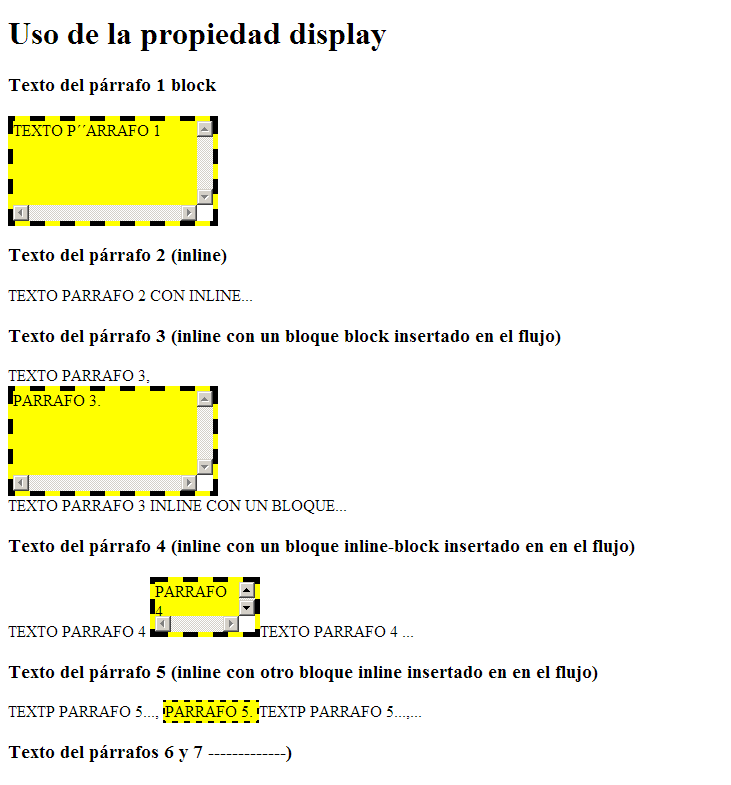 Uso de la propiedad display
Texto del párrafo 1 block
TEXTO P´´ARRAFO 1
Texto del párrafo 2 (inline)
TEXTO PARRAFO 2 CON INLINE...
Texto del párrafo 3 (inline con un bloque block insertado en el flujo)
TEXTO PARRAFO 3,
PARRAFO 3.
TEXTO PARRAFO 3 INLINE CON UN BLOQUE...
Texto del párrafo 4 (inline con un bloque inline-block insertado en en el flujo)
PARRAFO
4
TEXTO PARRAFO 4 TEXTO PARRAFO 4 ...
Texto del párrafo 5 (inline con otro bloque inline insertado en en el flujo)
TEXTP PARRAFO 5..., PARRAFO 5. TEXTP PARRAFO 5...,...
Texto del párrafos 6 y 7 -------------)